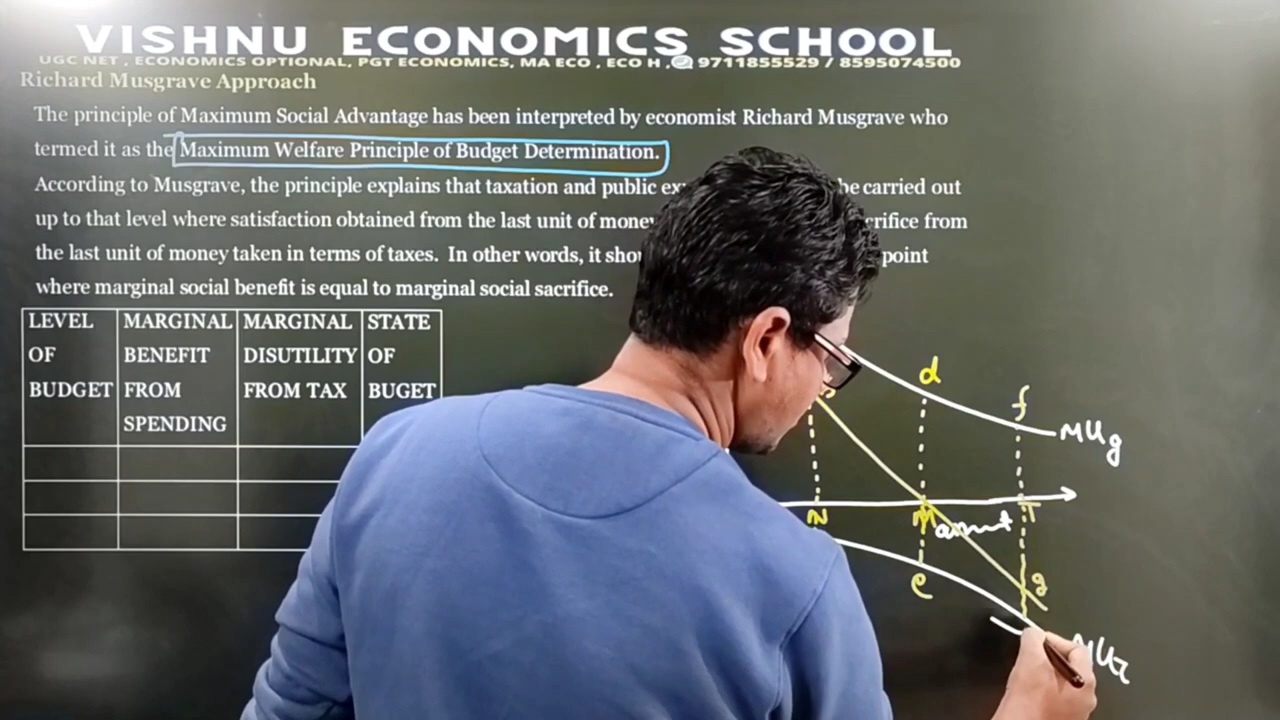 VISHNU ECONOMICS SCHOOL
UGC NET , ECONOMICS OPTIONAL, PGT ECONOMICS, MA ECO , ECO H , 9711855529 / 8595074500
Richard Musgrave Approach
The principle of Maximum Social Advantage has been interpreted by economist Richard Musgrave who
termed it as the Maximum Welfare Principle of Budget Determination.
According to Musgrave, the principle explains that taxation and public be carried out
up to that level where satisfaction obtained from the last unit of from
the last unit of money taken in terms of taxes. In other words, it point
where marginal social benefit is equal to marginal social sacrifice.
LEVEL OF BUDGET
MARGINAL BENEFIT FROM SPENDING
MARGINAL DISUTILITY FROM TAX
STATE OF BUGET
d
f
MUg
N
M
T
e
g